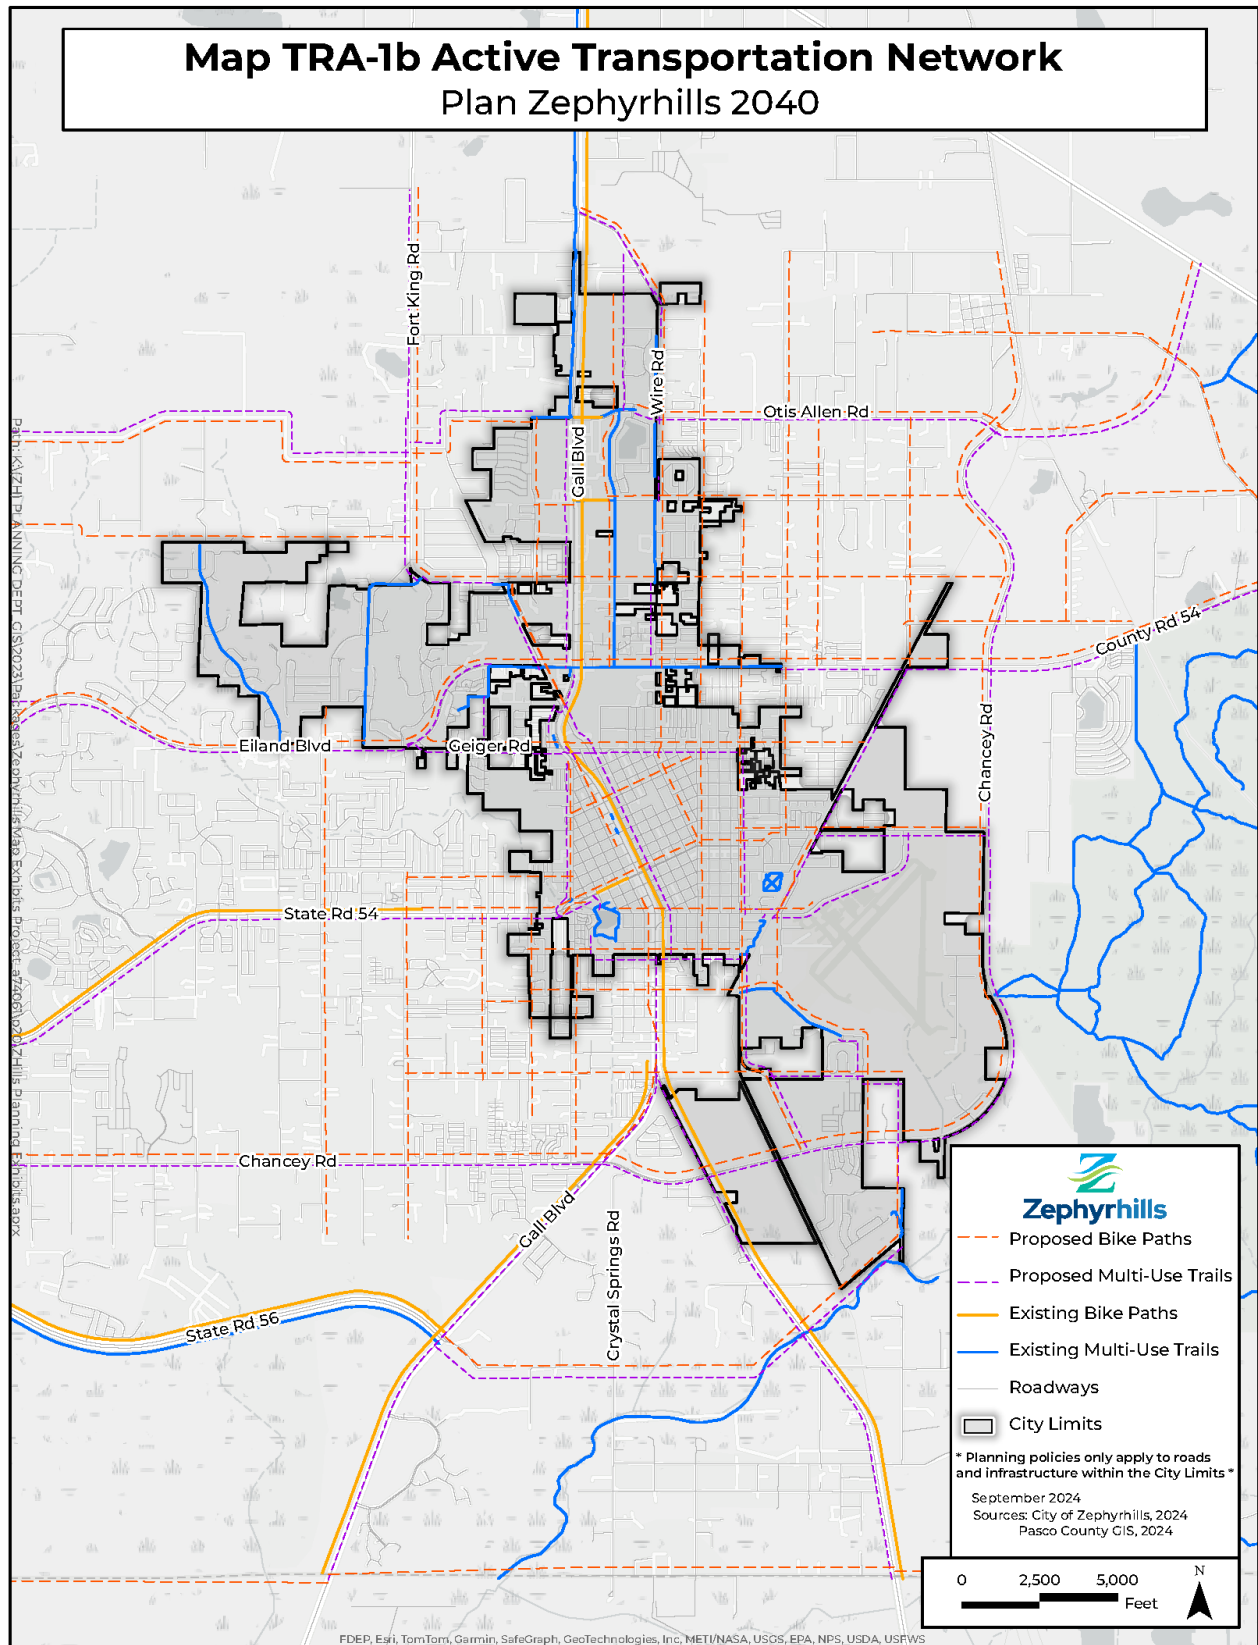 Map TRA-1b Active Transportation Network
Plan Zephyrhills 2040
Fort King Rd
Wire Rd
Otis Allen Rd
Gall Blvd
County Rd 54
Chancey Rd
Eiland Blvd
Geiger Rd
State Rd 54
Chancey Rd
Gall Blvd
Crystal Springs Rd
State Rd 56
Zephyrhills
Proposed Bike Paths
Proposed Multi-Use Trails
Existing Bike Paths
Existing Multi-Use Trails
Roadways
City Limits
* Planning policies only apply to roads
and infrastructure within the City Limits *
September 2024
Sources: City of Zephyrhills, 2024
Pasco County GIS, 2024
N
0 2,500 5,000
Feet
FDEP, Esri, TomTom, Garmin, SafeGraph, GeoTechnologies, Inc, METI/NASA, USGS, EPA, NPS, USDA, USFWS